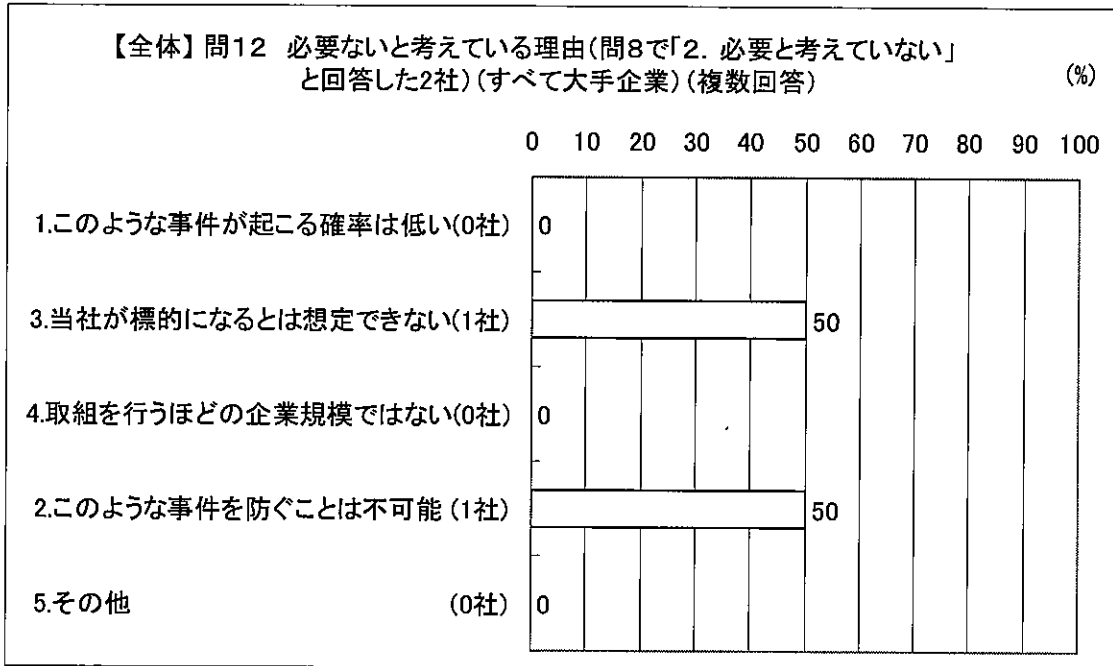 【全体】問12 必要ないと考えている理由(問8で「2. 必要と考えていない」
と回答した2社)(すべて大手企業)(複数回答)
(%)
0 10 20 30 40 50 60 70 80 90 100
1.このような事件が起こる確率は低い(0社) 0
3.当社が標的になるとは想定できない(1社) 50
4.取組を行うほどの企業規模ではない(0社) 0
2.このような事件を防ぐことは不可能 (1社) 50
5.その他 (0社) 0